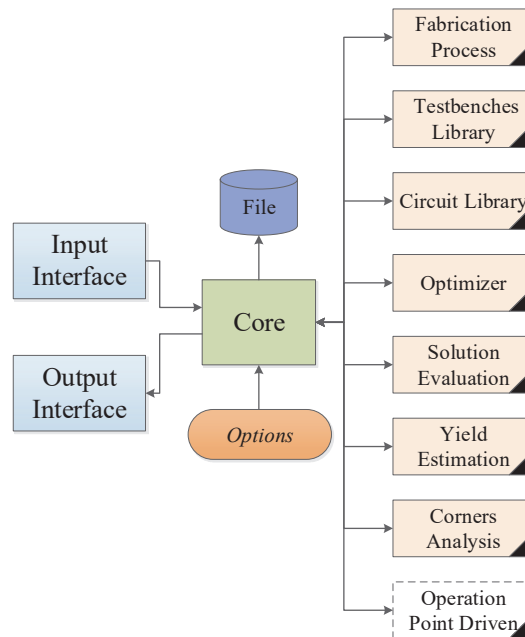 Fabrication
Process
Testbenches
Library
File
Circuit Library
Input
Interface
Optimizer
Core
Solution
Evaluation
Output
Interface
Options
Yield
Estimation
Corners
Analysis
Operation
Point Driven